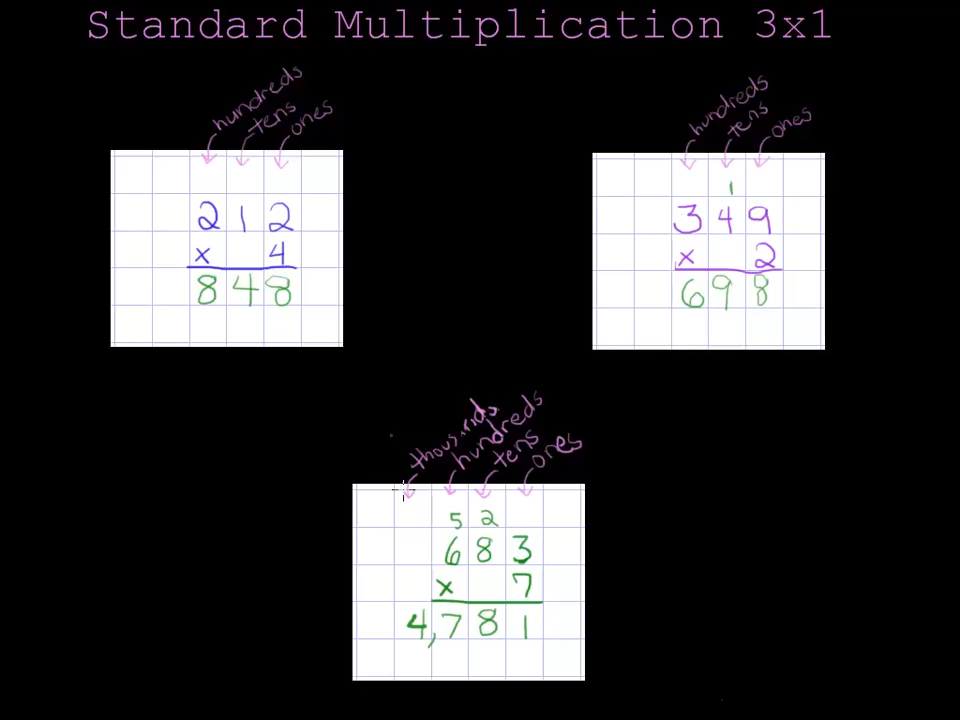 Standard Multiplication 3x1
hundreds
tens
ones
2 1 2
x 4
8 4 8
hundreds
tens
ones
1
3 4 9
x 2
6 9 8
thousands
hundreds
tens
ones
5 2
6 8 3
x 7
4,7 8 1